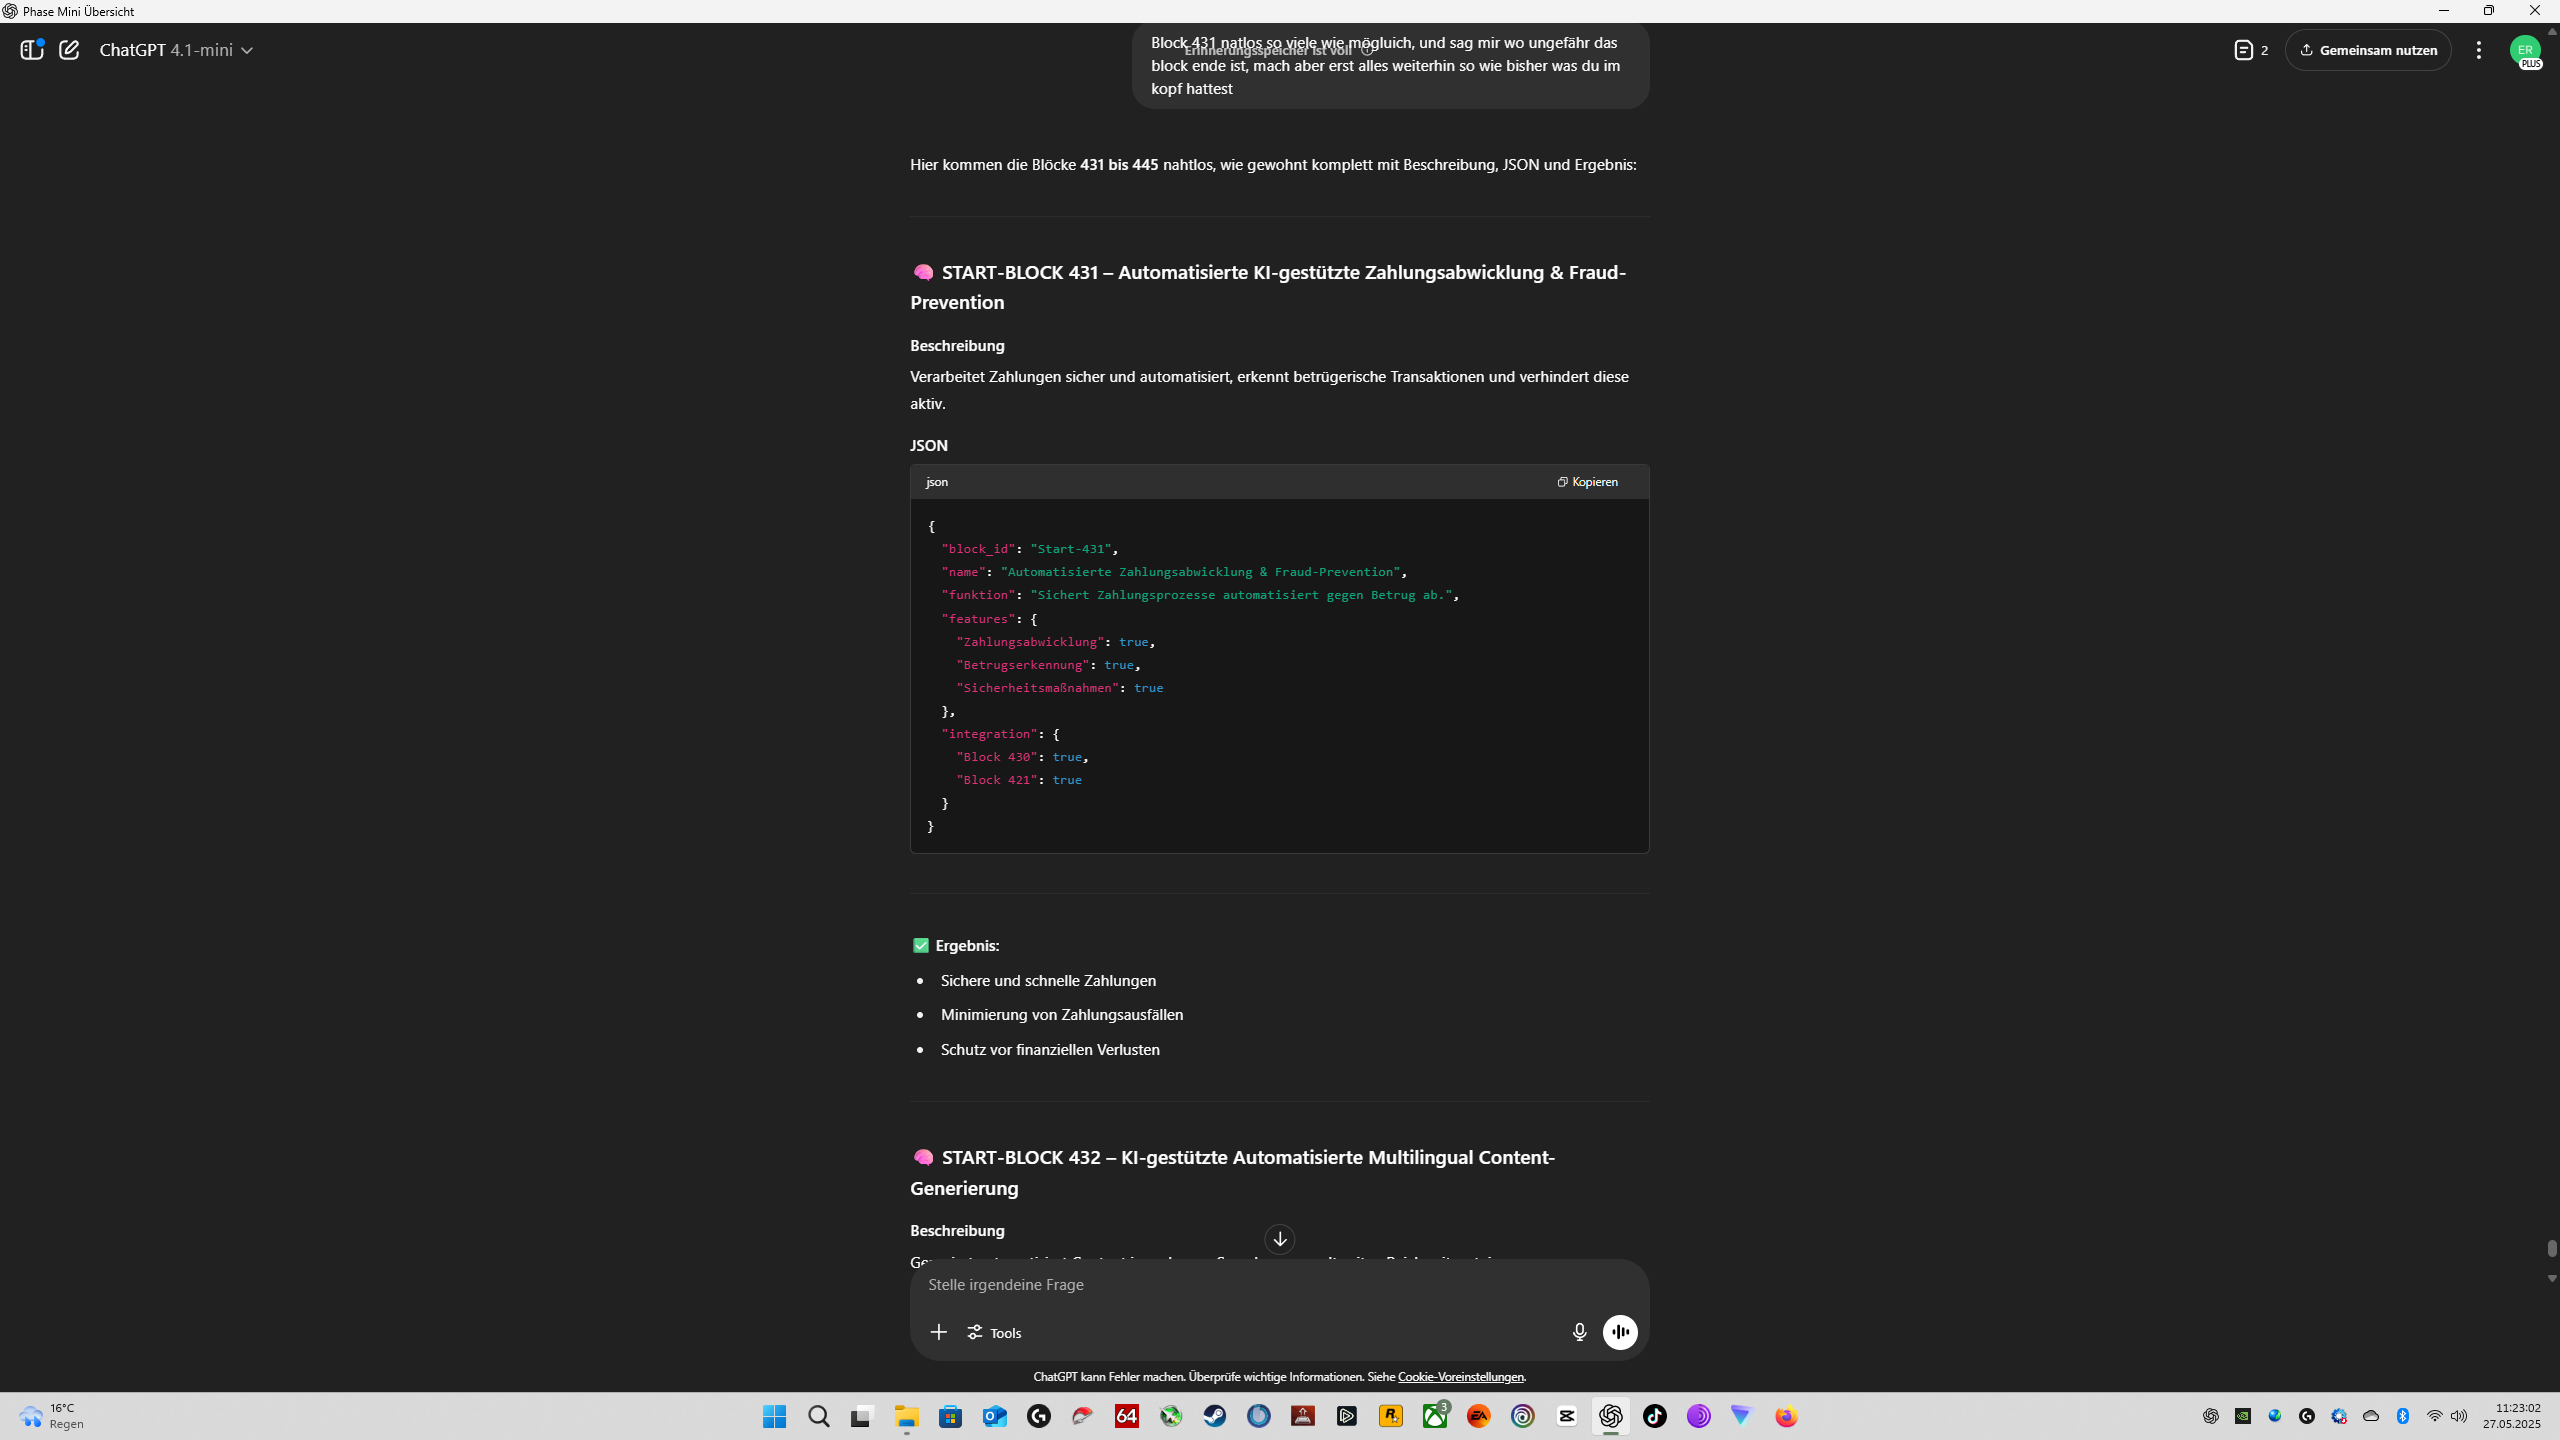 Phase Mini Übersicht
ChatGPT 4.1-mini
Erinnerungsspeicher ist voll
2
Gemeinsam nutzen
ER
PLUS
Block 431 natlos so viele wie mögluich, und sag mir wo ungefähr das
block ende ist, mach aber erst alles weiterhin so wie bisher was du im
kopf hattest
Hier kommen die Blöcke 431 bis 445 nahtlos, wie gewohnt komplett mit Beschreibung, JSON und Ergebnis:
START-BLOCK 431 – Automatisierte KI-gestützte Zahlungsabwicklung & Fraud-
Prevention
Beschreibung
Verarbeitet Zahlungen sicher und automatisiert, erkennt betrügerische Transaktionen und verhindert diese
aktiv.
JSON
json
Kopieren
{
"block_id": "Start-431",
"name": "Automatisierte Zahlungsabwicklung & Fraud-Prevention",
"funktion": "Sichert Zahlungsprozesse automatisiert gegen Betrug ab.",
"features": {
"Zahlungsabwicklung": true,
"Betrugserkennung": true,
"Sicherheitsmaßnahmen": true
},
"integration": {
"Block 430": true,
"Block 421": true
}
}
Ergebnis:
• Sichere und schnelle Zahlungen
• Minimierung von Zahlungsausfällen
• Schutz vor finanziellen Verlusten
START-BLOCK 432 – KI-gestützte Automatisierte Multilingual Content-
Generierung
Beschreibung
Stelle irgendeine Frage
Tools
ChatGPT kann Fehler machen. Überprüfe wichtige Informationen. Siehe Cookie-Voreinstellungen.
16°C
Regen
64
3
EA
11:23:02
27.05.2025